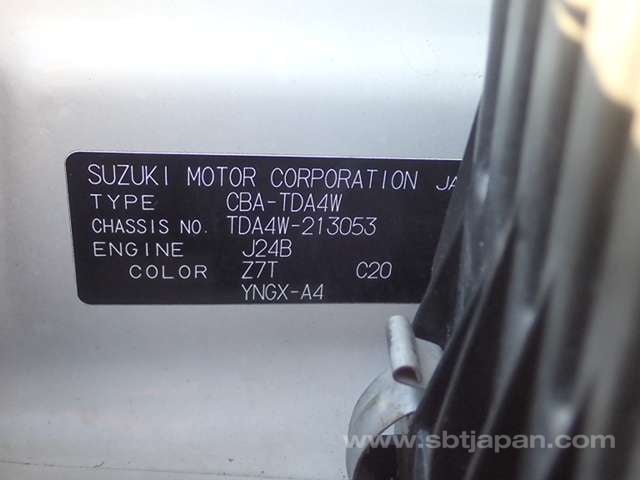 SUZUKI MOTOR CORPORATION
TYPE CBA-TDA4W
CHASSIS NO. TDA4W-213053
ENGINE J24B
COLOR Z7T C20
YNGX-A4
www.sbtjapan.com